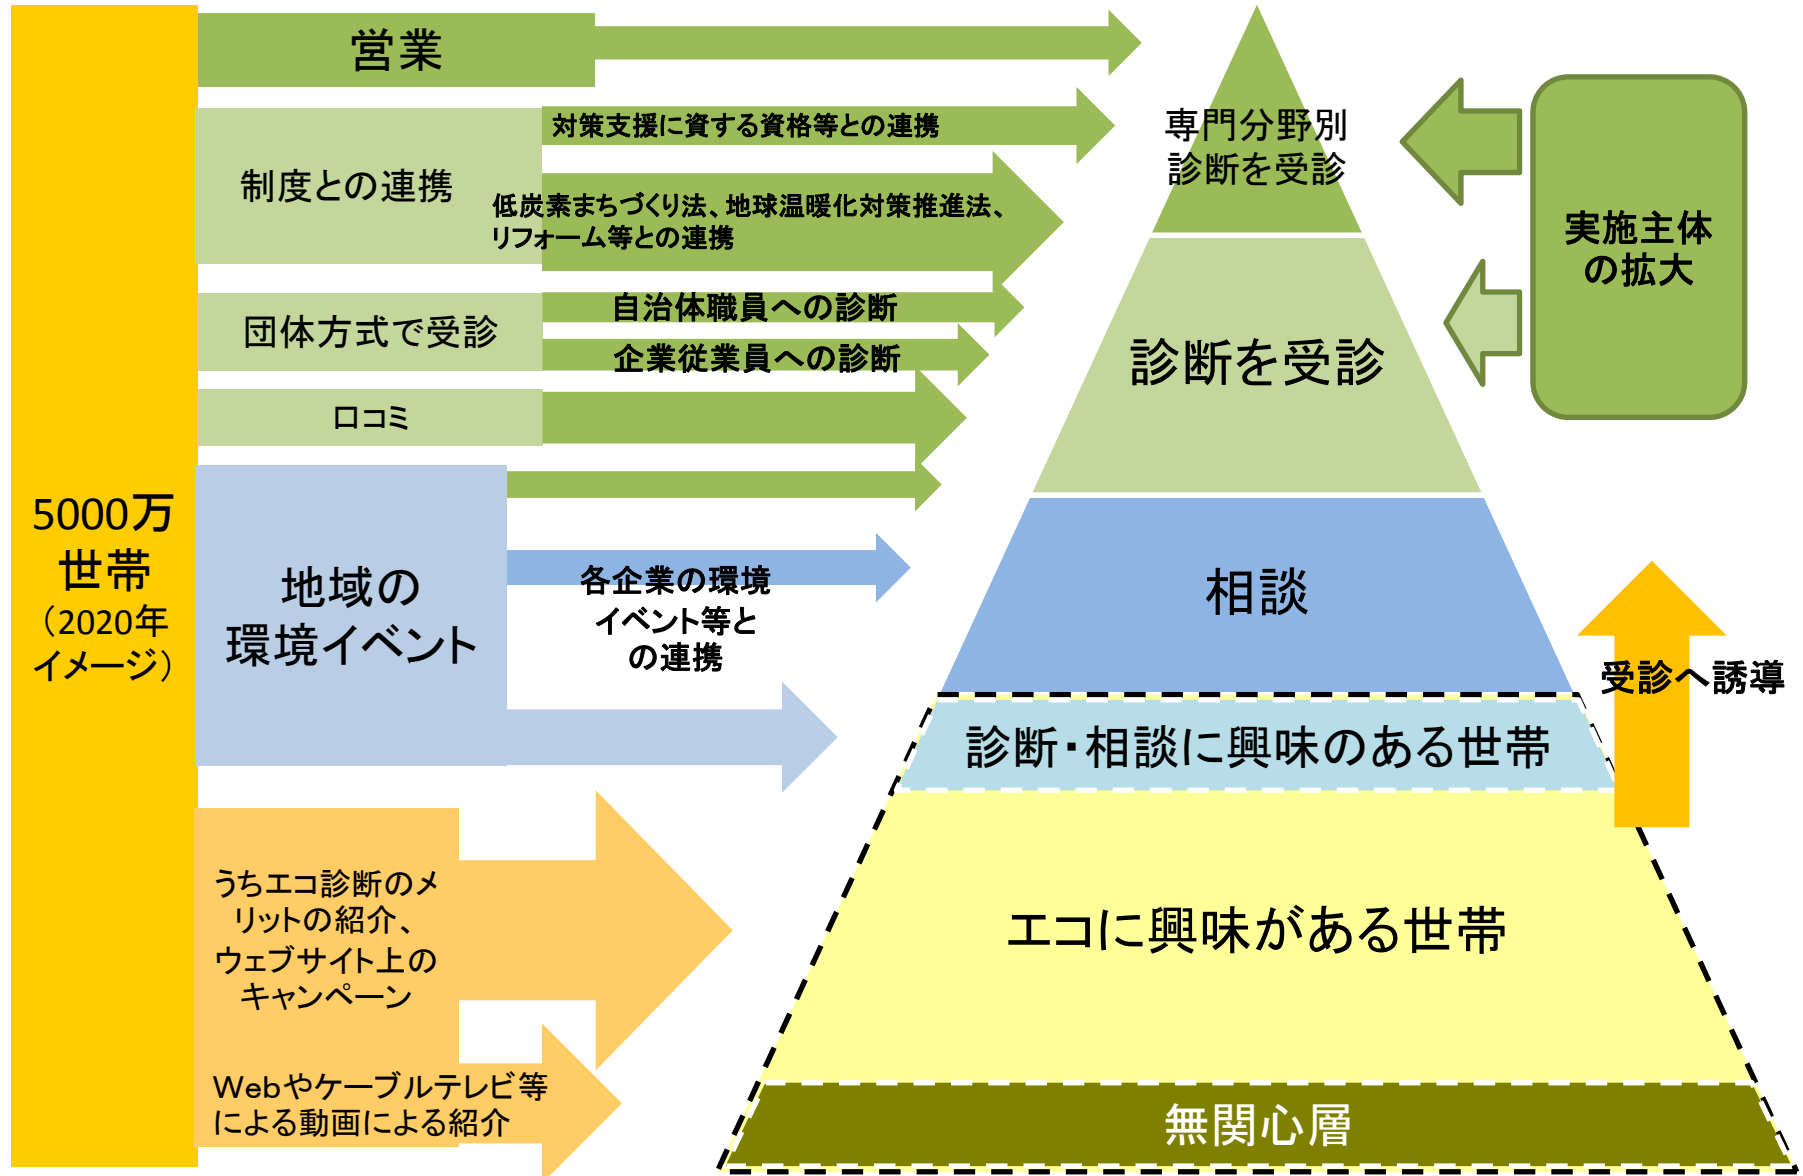 5000万
世帯
（2020年
イメージ）
営業
制度との連携
対策支援に資する資格等との連携
低炭素まちづくり法、地球温暖化対策推進法、
リフォーム等との連携
団体方式で受診
自治体職員への診断
企業従業員への診断
口コミ
地域の
環境イベント
各企業の環境
イベント等と
の連携
うちエコ診断のメ
リットの紹介、
ウェブサイト上の
キャンペーン
Webやケーブルテレビ等
による動画による紹介
専門分野別
診断を受診
診断を受診
相談
診断・相談に興味のある世帯
エコに興味がある世帯
無関心層
実施主体
の拡大
受診へ誘導